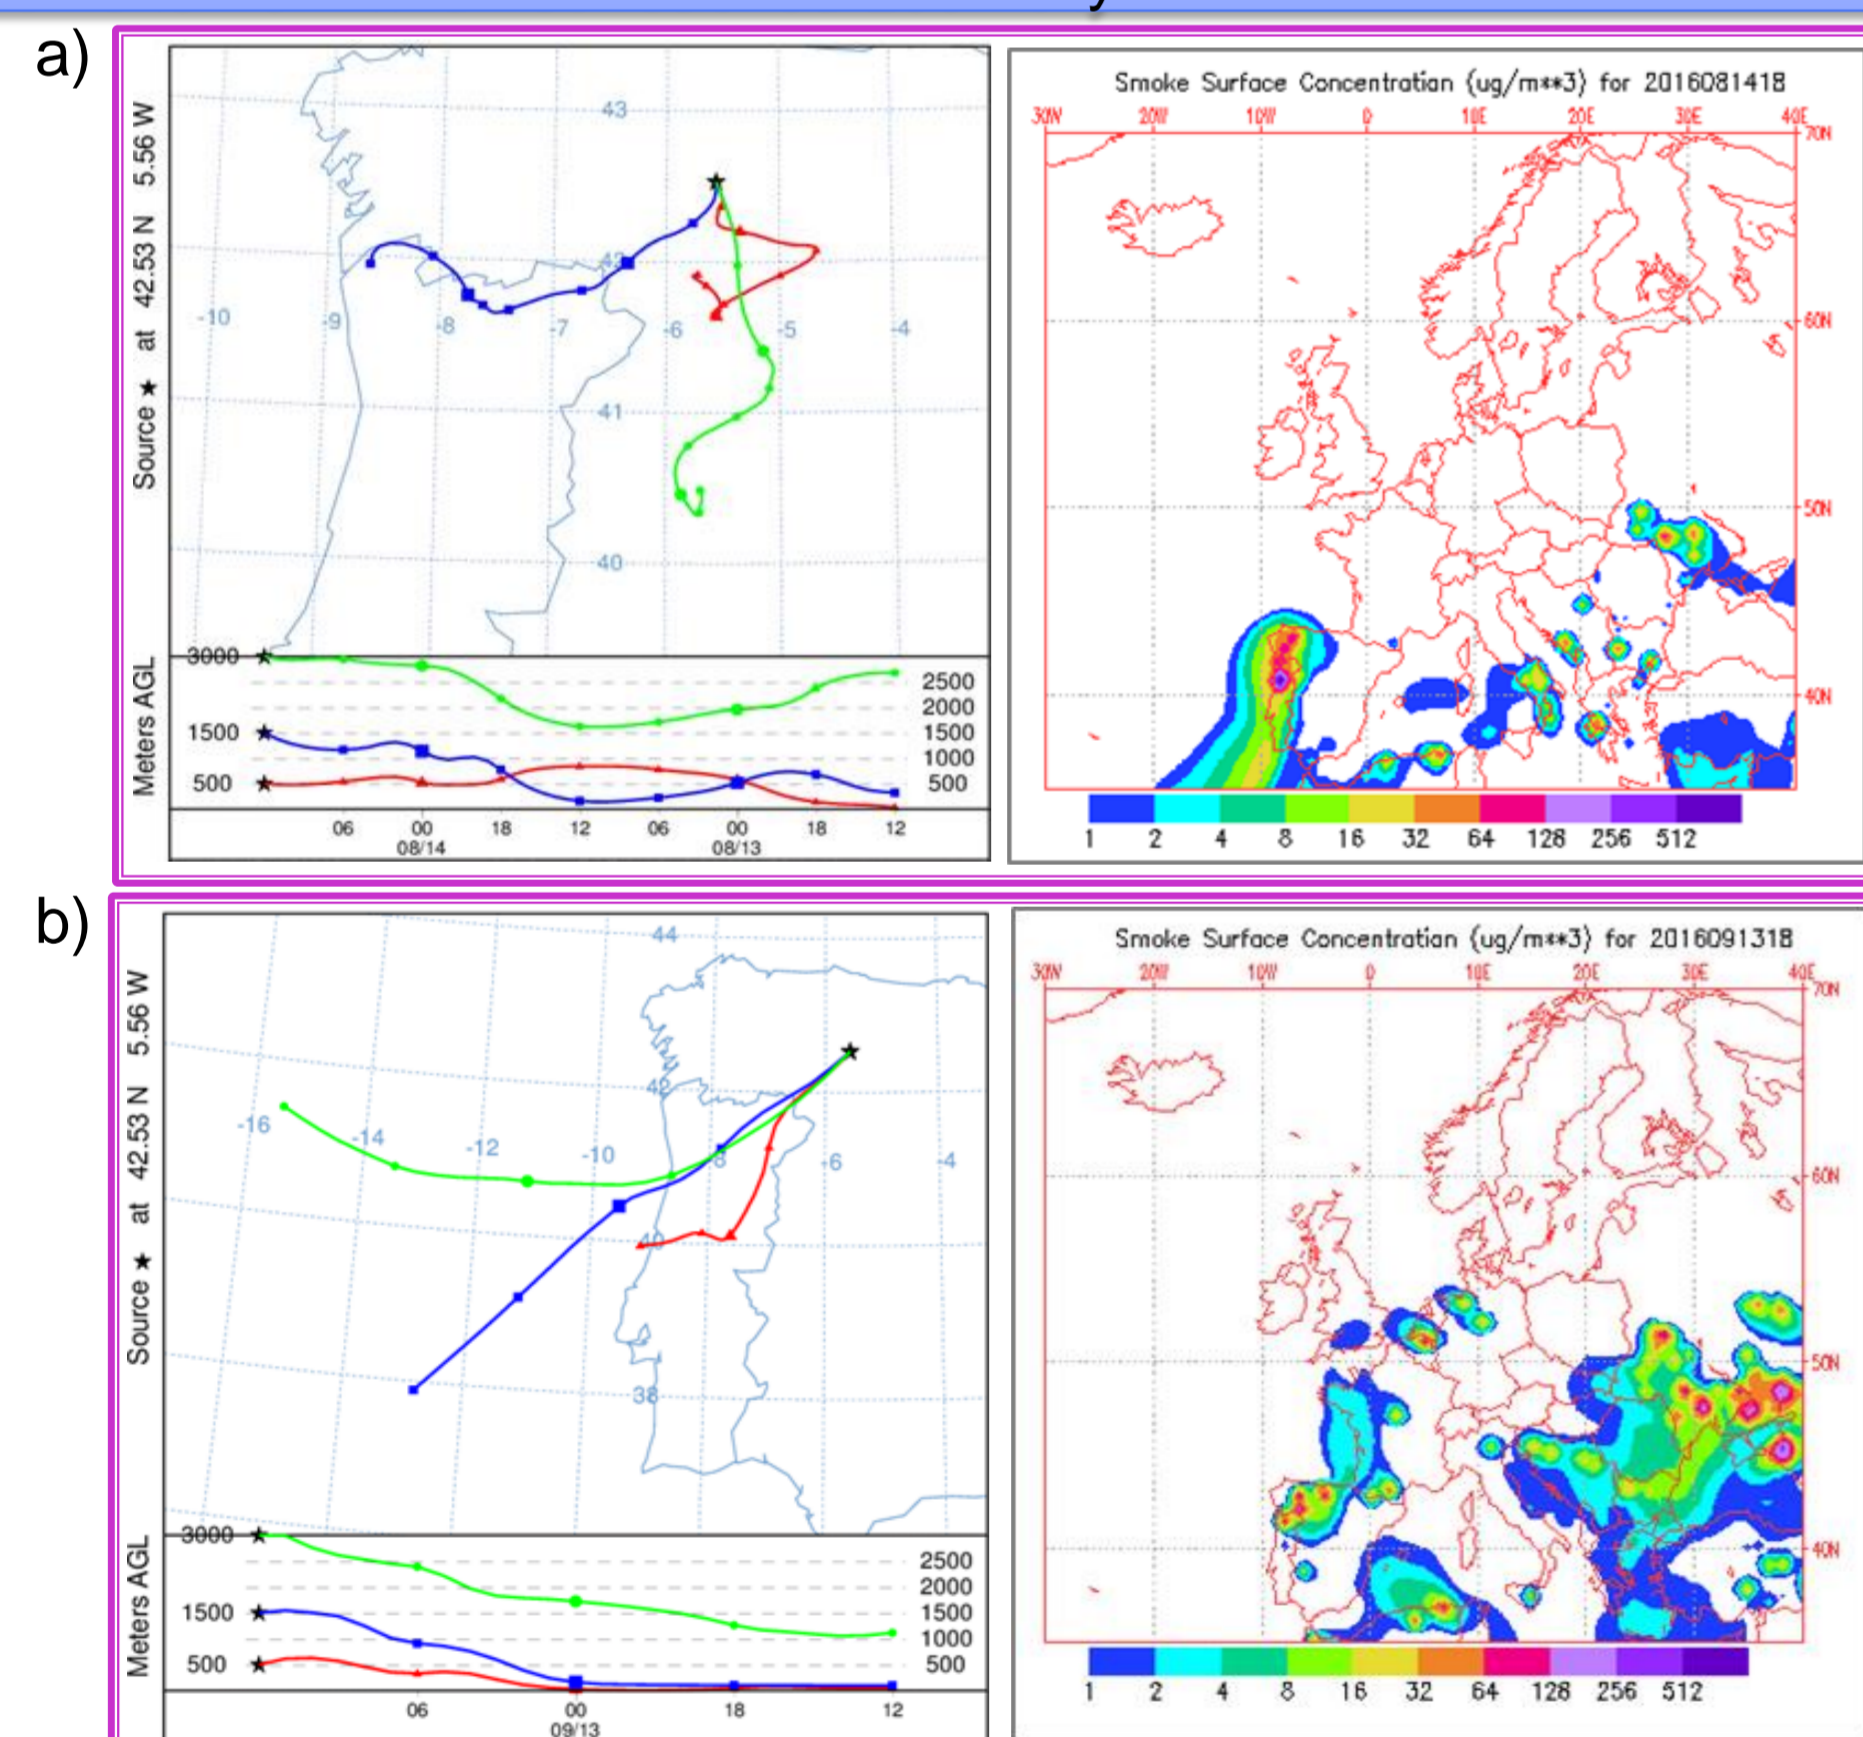 a)
Source ★ at 42.53 N 5.56 W
43
42
-10 -9 -8 -7 -6 -5 -4
41
40
Meters AGL
3000
1500
500
2500
2000
1500
1000
500
06 00 18 12 06 00 18 12
08/14 08/13
Smoke Surface Concentration (ug/m**3) for 2016081418
30W 20W 10W 0 10E 20E 30E 40E
70N
60N
50N
40N
1 2 4 8 16 32 64 128 256 512
b)
Source ★ at 42.53 N 5.56 W
44
42
-16 -14 -12 -10 -8 -6 -4
40
38
Meters AGL
3000
1500
500
2500
2000
1500
1000
500
06 00 18 12
09/13
Smoke Surface Concentration (ug/m**3) for 2016091318
30W 20W 10W 0 10E 20E 30E 40E
70N
60N
50N
40N
1 2 4 8 16 32 64 128 256 512